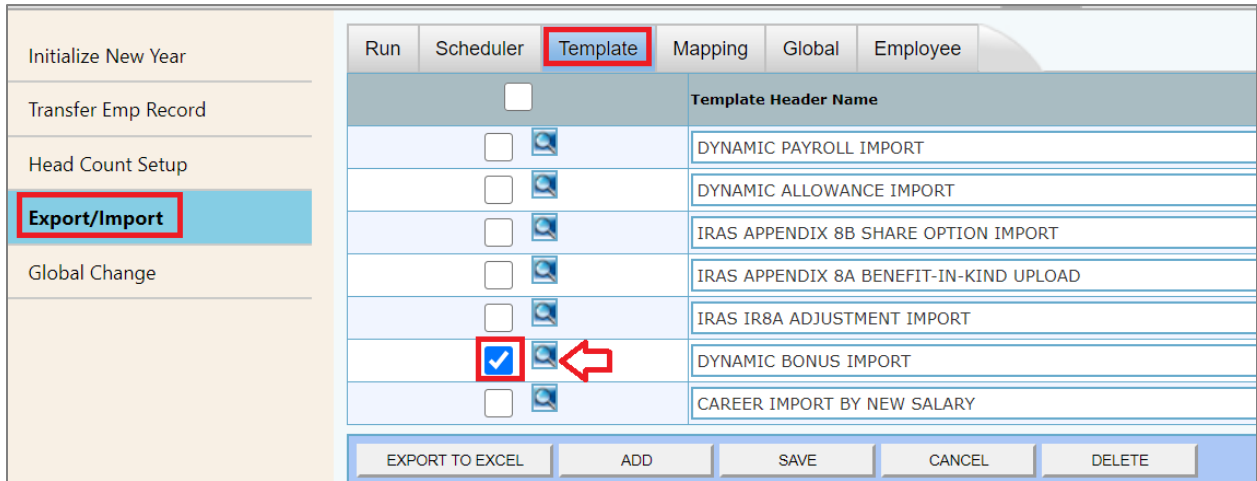 Initialize New Year
Transfer Emp Record
Head Count Setup
Export/Import
Global Change
Run Scheduler Template Mapping Global Employee
Template Header Name
DYNAMIC PAYROLL IMPORT
DYNAMIC ALLOWANCE IMPORT
IRAS APPENDIX 8B SHARE OPTION IMPORT
IRAS APPENDIX 8A BENEFIT-IN-KIND UPLOAD
IRAS IR8A ADJUSTMENT IMPORT
DYNAMIC BONUS IMPORT
CAREER IMPORT BY NEW SALARY
EXPORT TO EXCEL ADD SAVE CANCEL DELETE